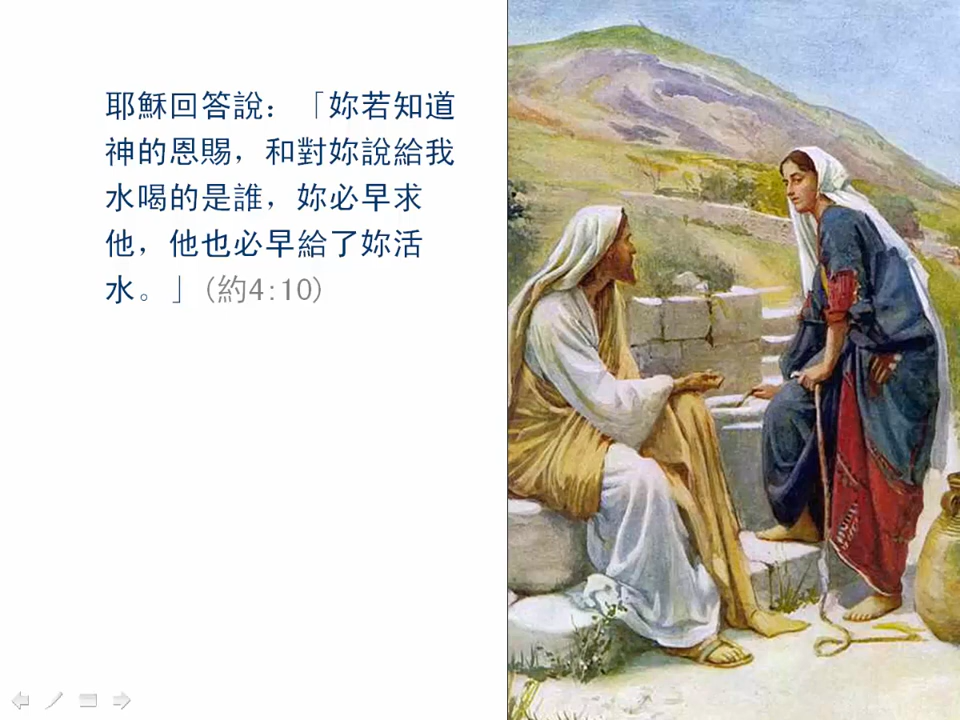 耶穌回答說：「妳若知道
神的恩賜，和對妳說給我
水喝的是誰，妳必早求
他，他也必早給了妳活
水。」(約4:10)